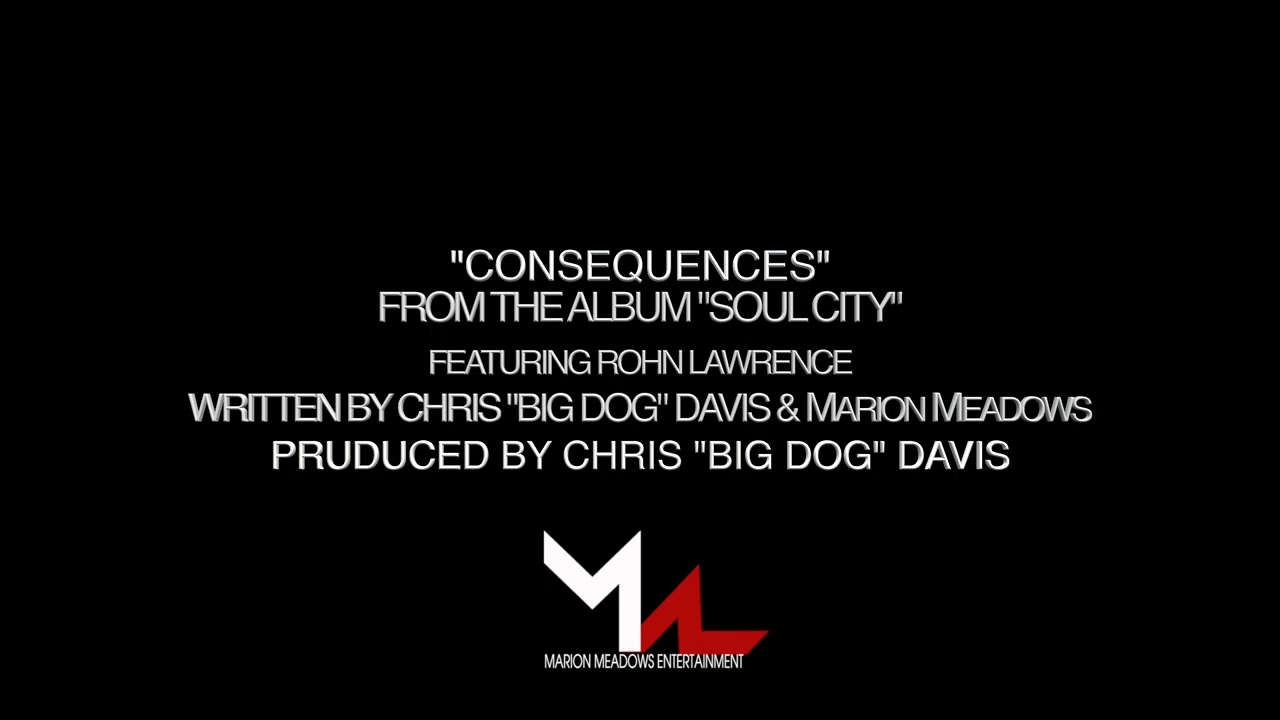 "CONSEQUENCES"
FROM THE ALBUM "SOUL CITY"
FEATURING ROHN LAWRENCE
WRITTEN BY CHRIS "BIG DOG" DAVIS & MARION MEADOWS
PRUDUCED BY CHRIS "BIG DOG" DAVIS
MARION MEADOWS ENTERTAINMENT